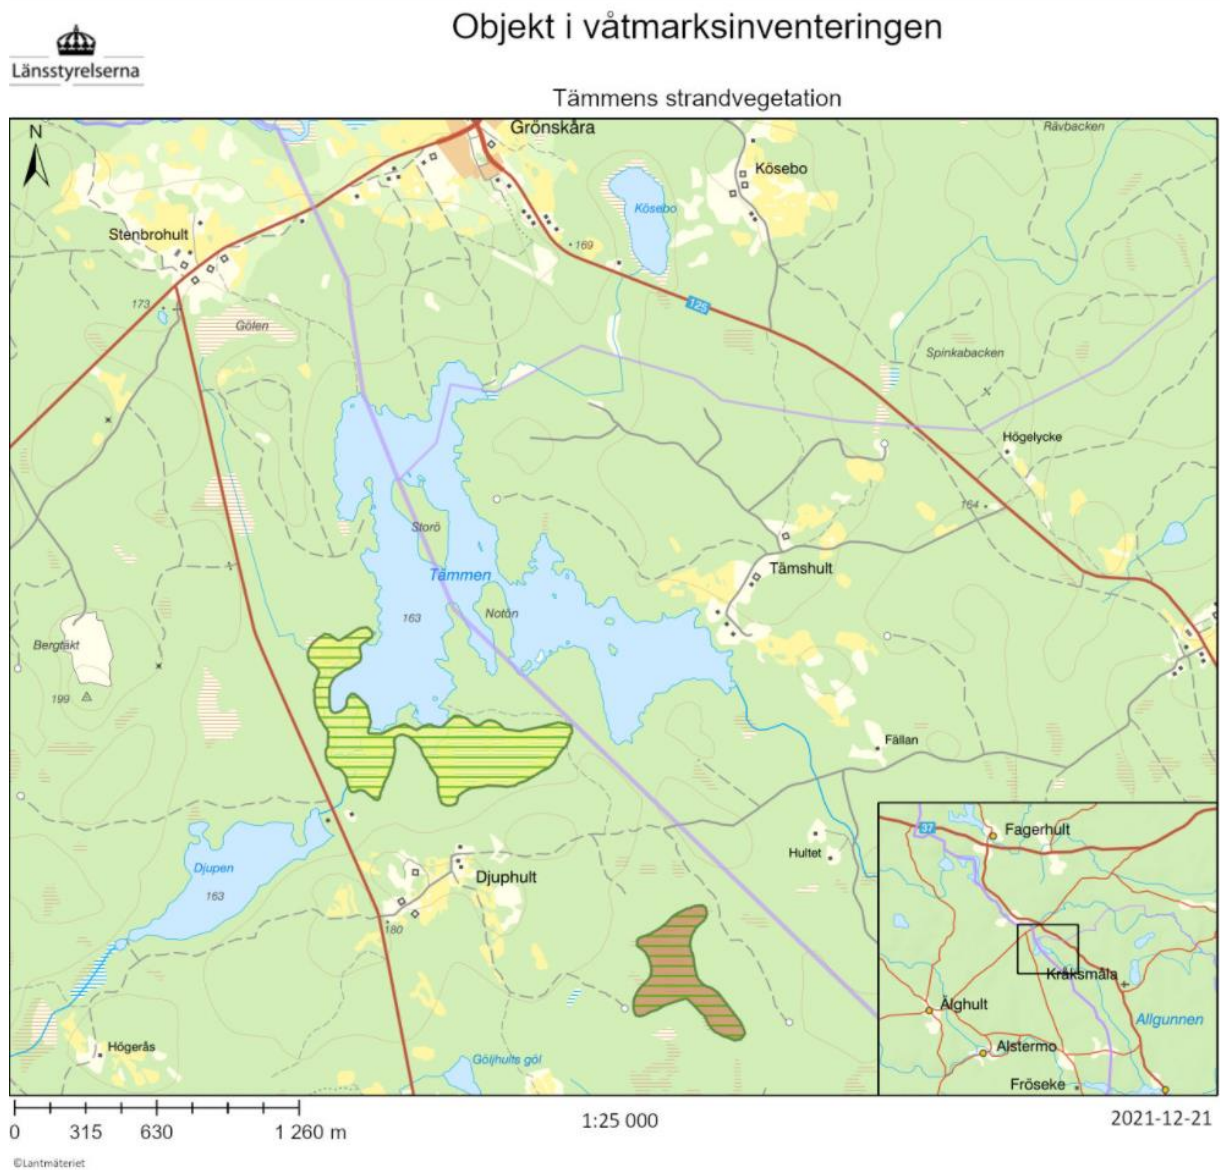 Objekt i våtmarksinventeringen
Länsstyrelserna
Tämmens strandvegetation
N
Grönskåra
Rävbacken
Kösebo
Kösebo
Stenbrohult
169
173
125
Gölen
Spinkabacken
Högelycke
164
Storö
Tämmen
Tämshult
163
Notön
Bergtäkt
199
Fällan
37
Fagerhult
Hultet
Djupen
163
Djuphult
180
Kråksmåla
Älghult
Allgunnen
Högerås
Göljhults göl
Alstermo
Fröseke
0 315 630 1 260 m
1:25 000
2021-12-21
©Lantmäteriet